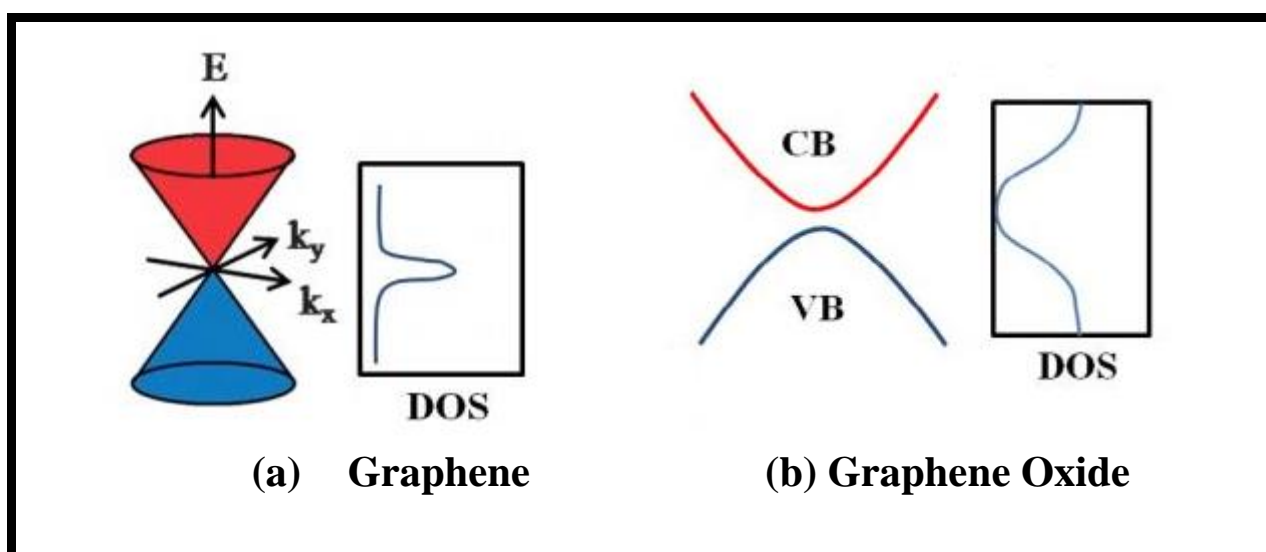 E
k_y
k_x
DOS
CB
VB
DOS
(a) Graphene
(b) Graphene Oxide